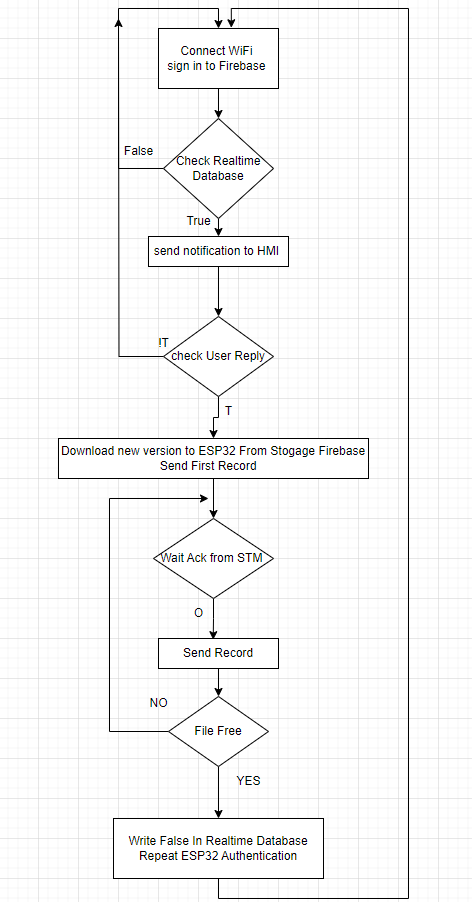 Connect WiFi
sign in to Firebase
False
Check Realtime
Database
True
send notification to HMI
!T
check User Reply
T
Download new version to ESP32 From Stogage Firebase
Send First Record
Wait Ack from STM
O
Send Record
NO
File Free
YES
Write False In Realtime Database
Repeat ESP32 Authentication